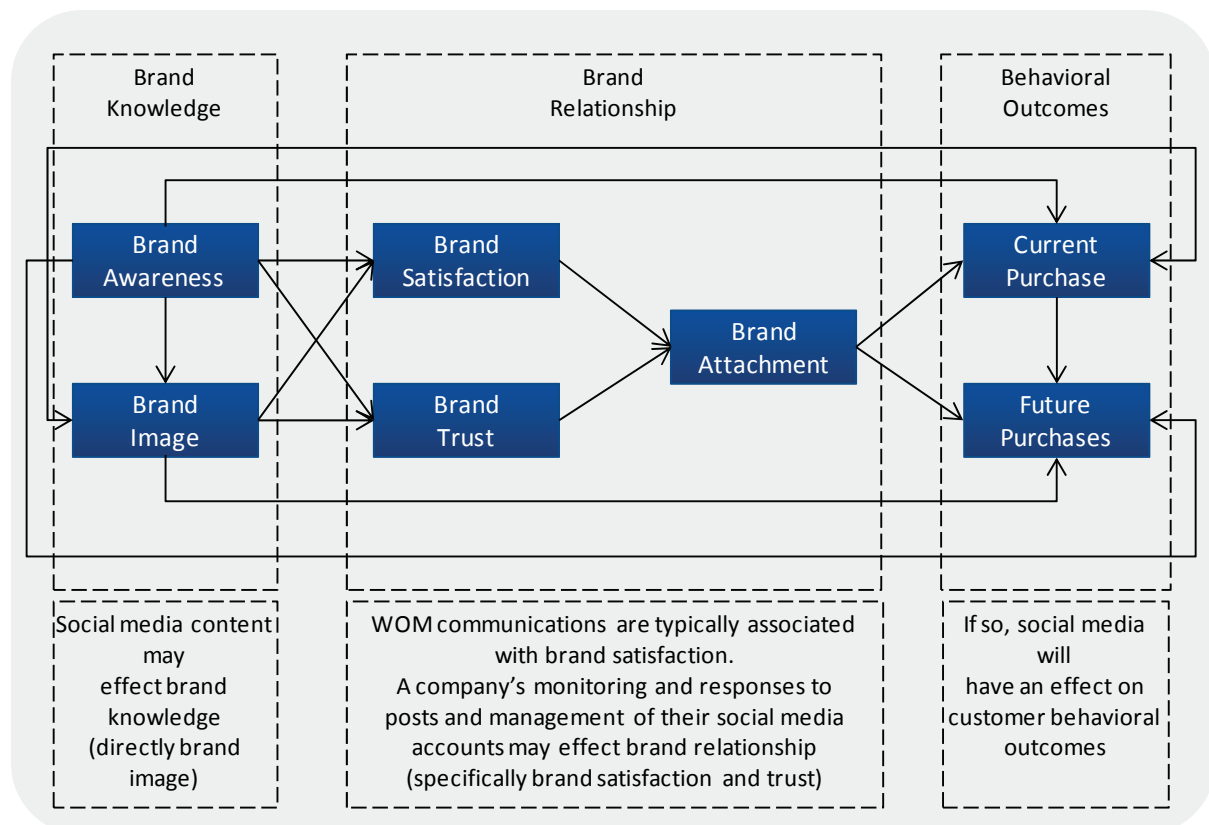 Brand
Knowledge
Brand
Relationship
Behavioral
Outcomes
Brand
Awareness
Brand
Satisfaction
Current
Purchase
Brand
Attachment
Brand
Image
Brand
Trust
Future
Purchases
Social media content
may
effect brand
knowledge
(directly brand
image)
WOM communications are typically associated
with brand satisfaction.
A company's monitoring and responses to
posts and management of their social media
accounts may effect brand relationship
(specifically brand satisfaction and trust)
If so, social media
will
have an effect on
customer behavioral
outcomes